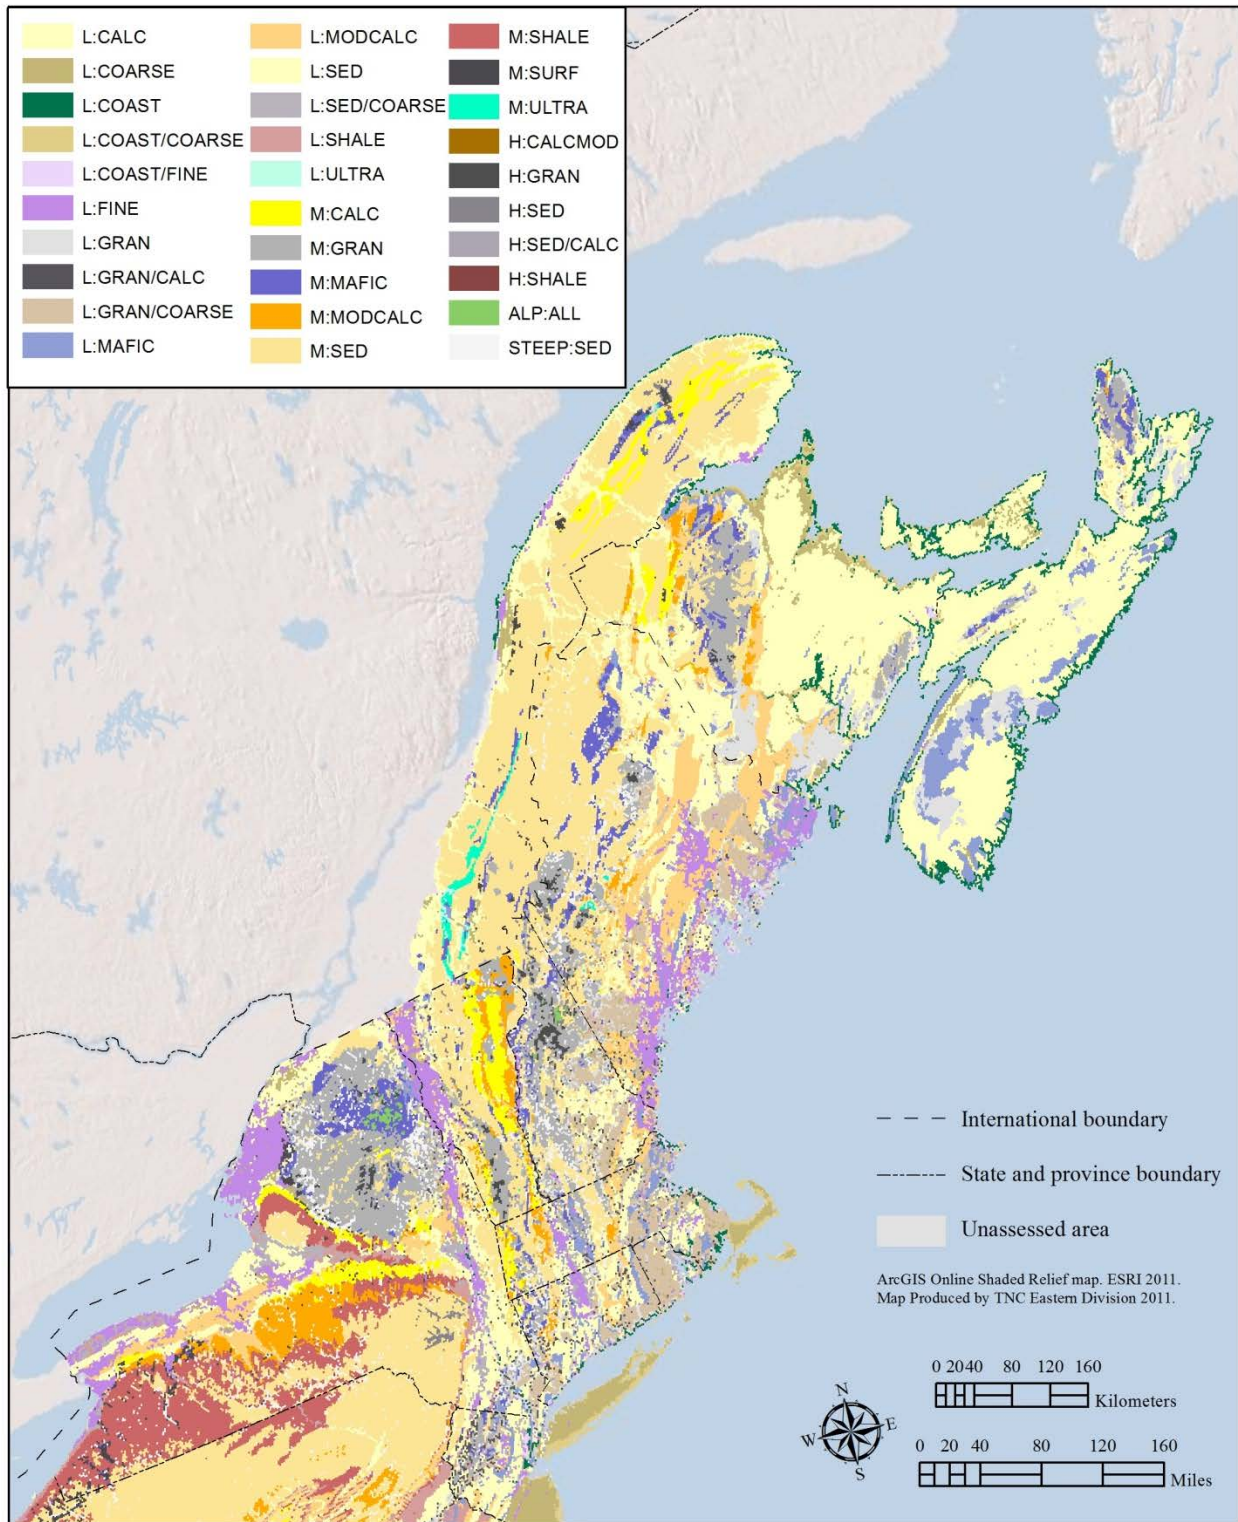 L:CALC
L:COARSE
L:COAST
L:COAST/COARSE
L:COAST/FINE
L:FINE
L:GRAN
L:GRAN/CALC
L:GRAN/COARSE
L:MAFIC
L:MODCALC
L:SED
L:SED/COARSE
L:SHALE
L:ULTRA
M:CALC
M:GRAN
M:MAFIC
M:MODCALC
M:SED
M:SHALE
M:SURF
M:ULTRA
H:CALCMOD
H:GRAN
H:SED
H:SED/CALC
H:SHALE
ALP:ALL
STEEP:SED
International boundary
State and province boundary
Unassessed area
ArcGIS Online Shaded Relief map. ESRI 2011.
Map Produced by TNC Eastern Division 2011.
0 20 40 80 120 160
Kilometers
N
W E
S
0 20 40 80 120 160
Miles